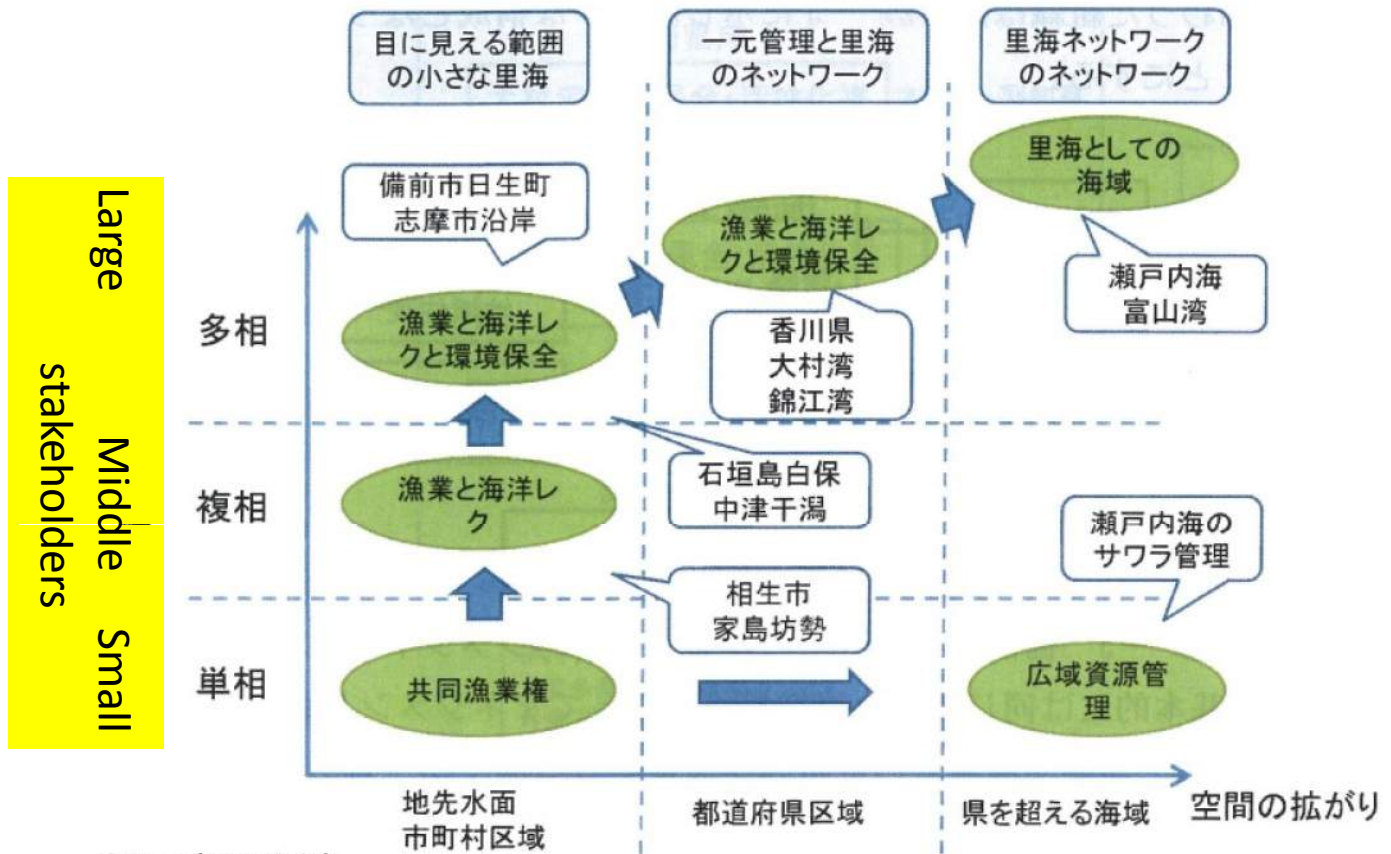 目に見える範囲
の小さな里海
一元管理と里海
のネットワーク
里海ネットワーク
のネットワーク
備前市日生町
志摩市沿岸
里海としての
海域
漁業と海洋レ
クと環境保全
瀬戸内海
富山湾
Large
Middle
Small
stakeholders
多相
漁業と海洋レ
クと環境保全
香川県
大村湾
錦江湾
複相
漁業と海洋レ
ク
石垣島白保
中津干潟
瀬戸内海の
サワラ管理
相生市
家島坊勢
単相
共同漁業権
広域資源管
理
地先水面
市町村区域
都道府県区域
県を超える海域
空間の拡がり